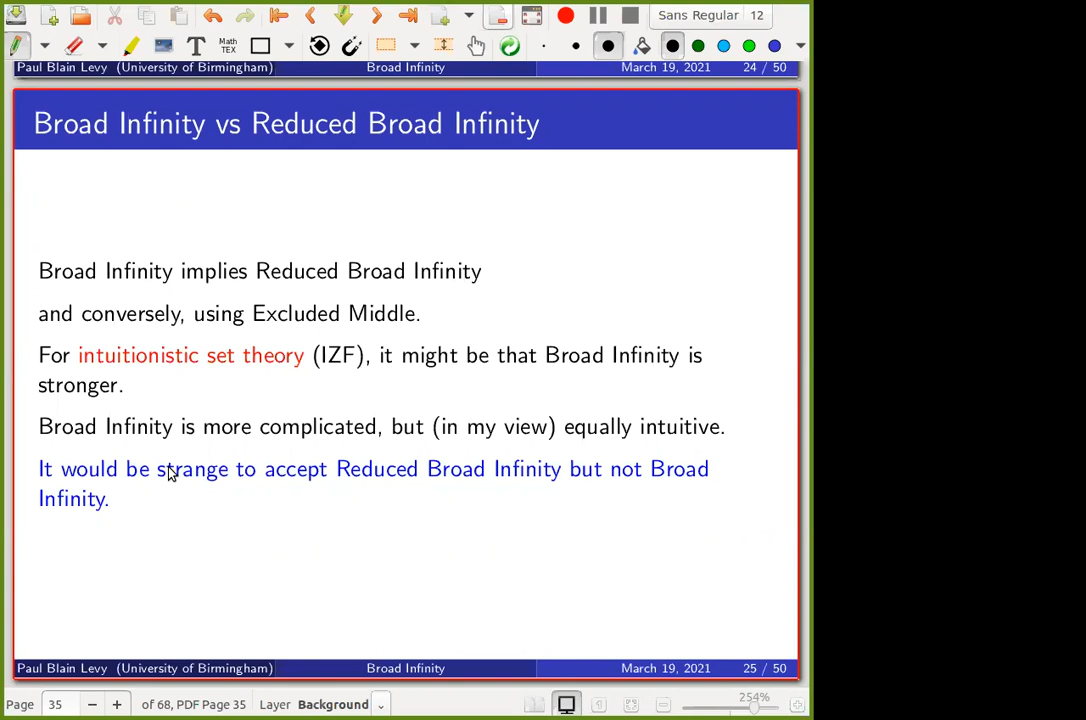 Sans Regular 12
T MATH TEX
Paul Blain Levy (University of Birmingham) Broad Infinity March 19, 2021 24 / 50
Broad Infinity vs Reduced Broad Infinity
Broad Infinity implies Reduced Broad Infinity
and conversely, using Excluded Middle.
For intuitionistic set theory (IZF), it might be that Broad Infinity is
stronger.
Broad Infinity is more complicated, but (in my view) equally intuitive.
It would be strange to accept Reduced Broad Infinity but not Broad
Infinity.
Paul Blain Levy (University of Birmingham) Broad Infinity March 19, 2021 25 / 50
Page 35 of 68, PDF Page 35 Layer Background 254%